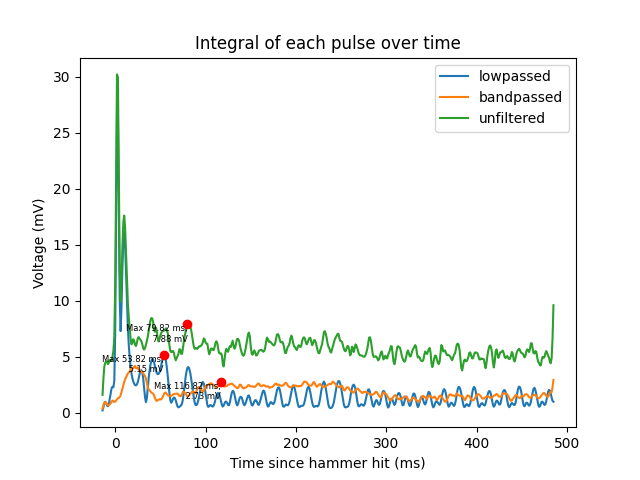 Integral of each pulse over time
lowpassed
bandpassed
unfiltered
Voltage (mV)
30
25
20
15
10
5
0
Max 79.82 ms,
7.88 mV
Max 53.82 ms,
5.15 mV
Max 116.82 ms,
2.73 mV
0
100
200
300
400
500
Time since hammer hit (ms)